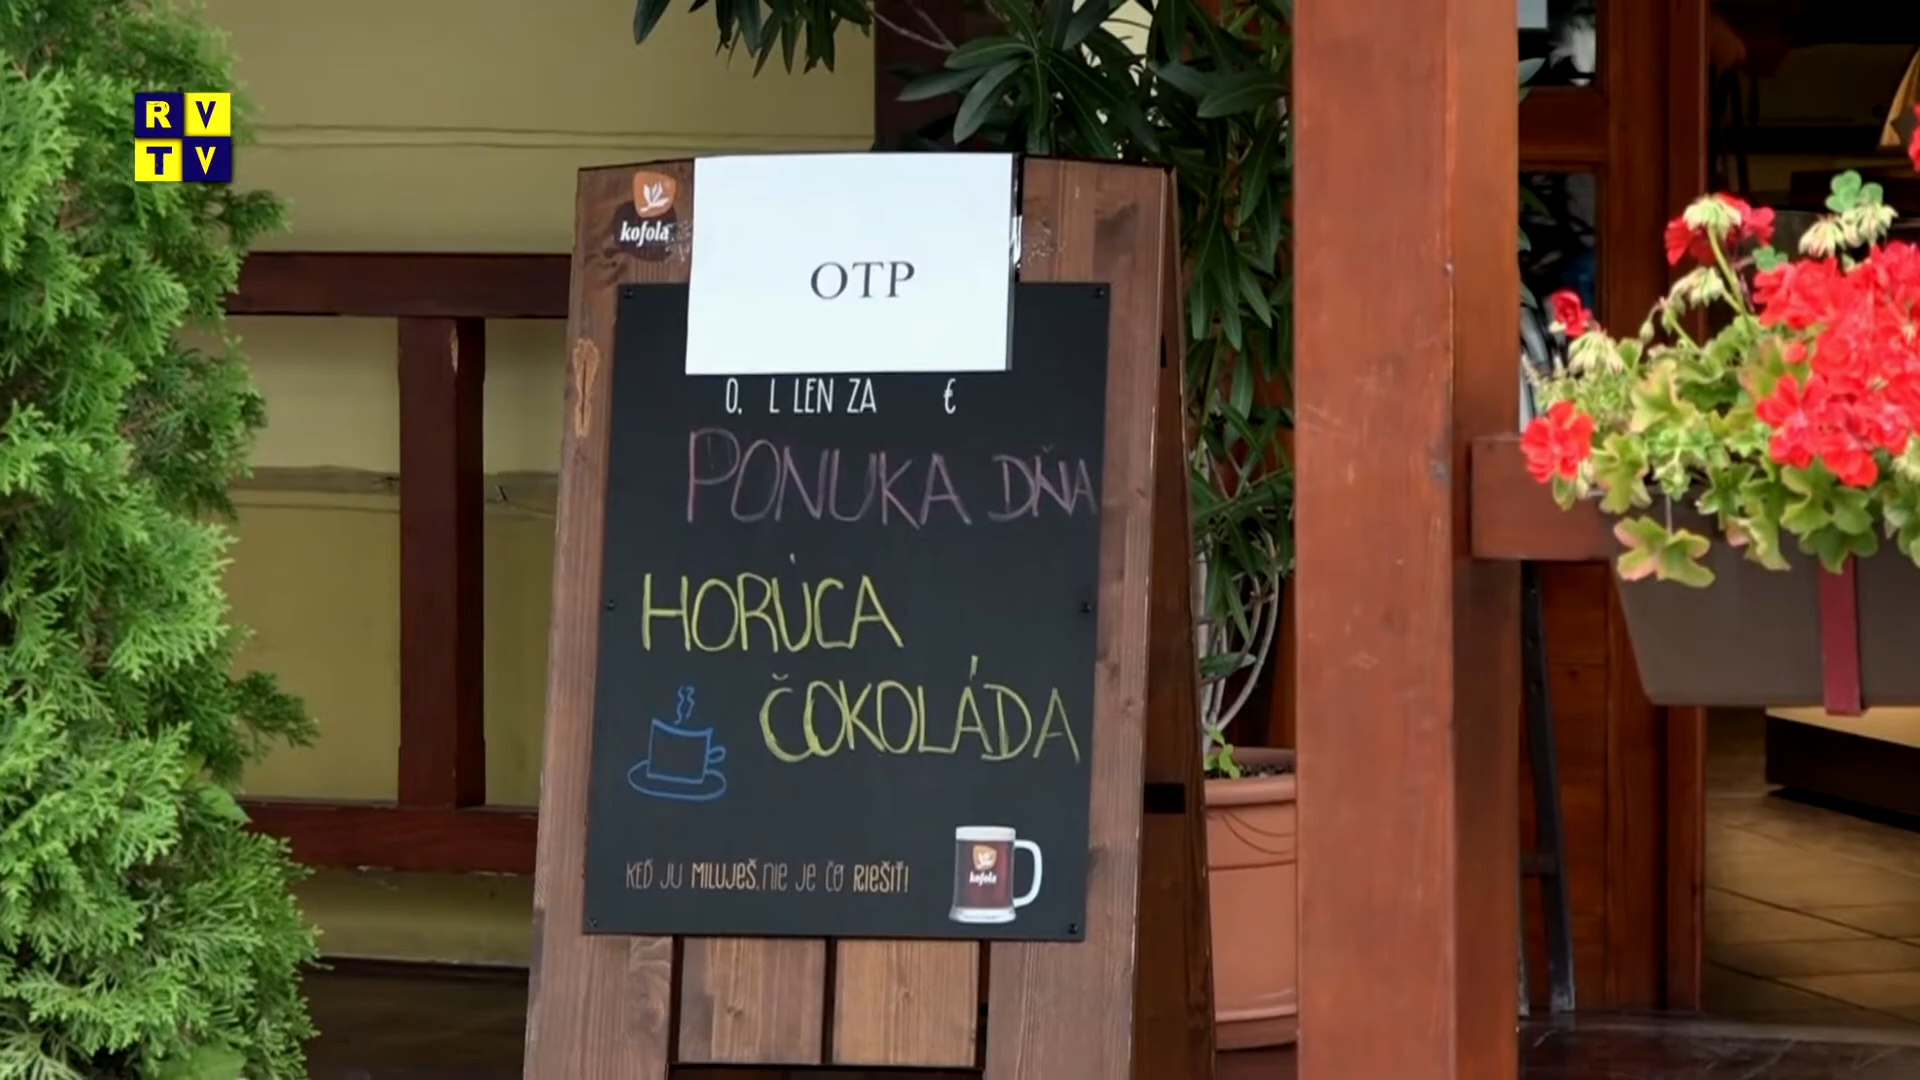 RV
TV
kofola
OTP
0, L LEN ZA €
PONUKA DŇA
HORÚCA
ČOKOLÁDA
KEĎ JU MILUJEŠ, NIE JE ČO RIEŠIŤ!
kofola